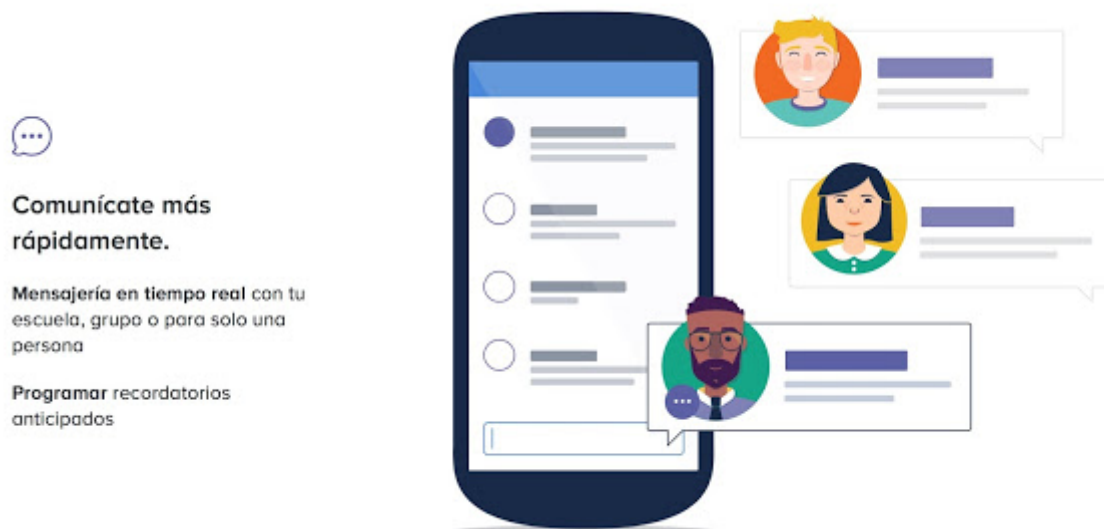 Comunícate más
rápidamente.
Mensajería en tiempo real con tu
escuela, grupo o para solo una
persona
Programar recordatorios
anticipados